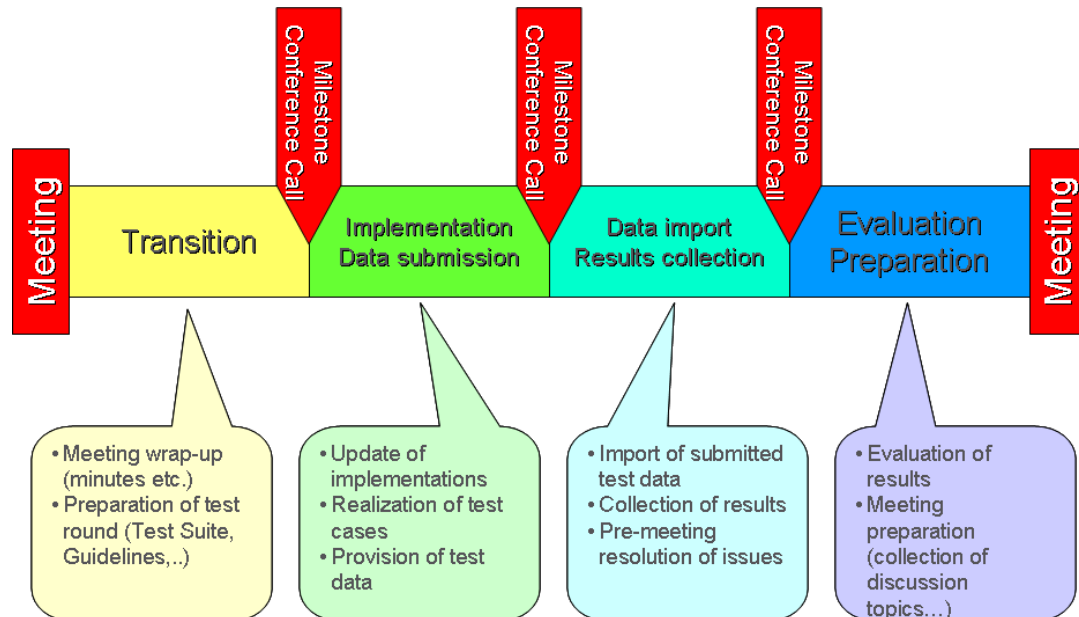 Meeting
Milestone
Conference Call
Milestone
Conference Call
Milestone
Conference Call
Meeting
Transition
Implementation
Data submission
Data import
Results collection
Evaluation
Preparation
• Meeting wrap-up
(minutes etc.)
• Preparation of test
round (Test Suite,
Guidelines,..)
• Update of
implementations
• Realization of test
cases
• Provision of test
data
• Import of submitted
test data
• Collection of results
• Pre-meeting
resolution of issues
• Evaluation of
results
• Meeting
preparation
(collection of
discussion
topics…)